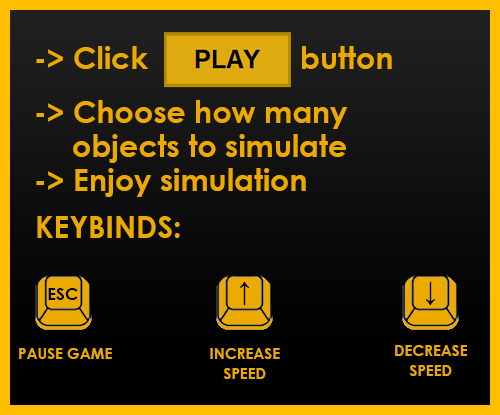 -> Click PLAY button
-> Choose how many
objects to simulate
-> Enjoy simulation
KEYBINDS:
ESC ↑ ↓
PAUSE GAME INCREASE SPEED DECREASE SPEED